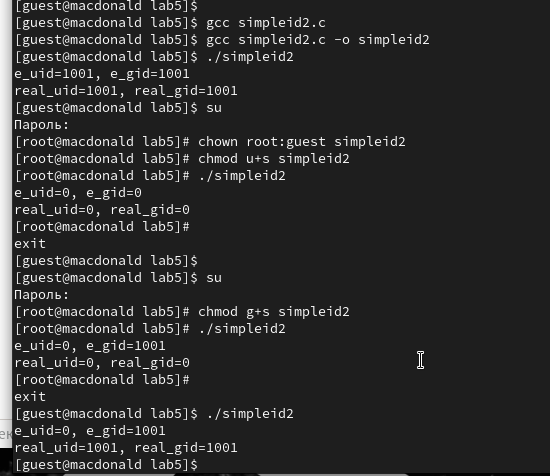 [guest@macdonald lab5]$
[guest@macdonald lab5]$ gcc simpleid2.c
[guest@macdonald lab5]$ gcc simpleid2.c -o simpleid2
[guest@macdonald lab5]$ ./simpleid2
e_uid=1001, e_gid=1001
real_uid=1001, real_gid=1001
[guest@macdonald lab5]$ su
Пароль:
[root@macdonald lab5]# chown root:guest simpleid2
[root@macdonald lab5]# chmod u+s simpleid2
[root@macdonald lab5]# ./simpleid2
e_uid=0, e_gid=0
real_uid=0, real_gid=0
[root@macdonald lab5]#
exit
[guest@macdonald lab5]$
[guest@macdonald lab5]$ su
Пароль:
[root@macdonald lab5]# chmod g+s simpleid2
[root@macdonald lab5]# ./simpleid2
e_uid=0, e_gid=1001
real_uid=0, real_gid=0
[root@macdonald lab5]#
exit
[guest@macdonald lab5]$ ./simpleid2
e_uid=0, e_gid=1001
real_uid=1001, real_gid=1001
[guest@macdonald lab5]$